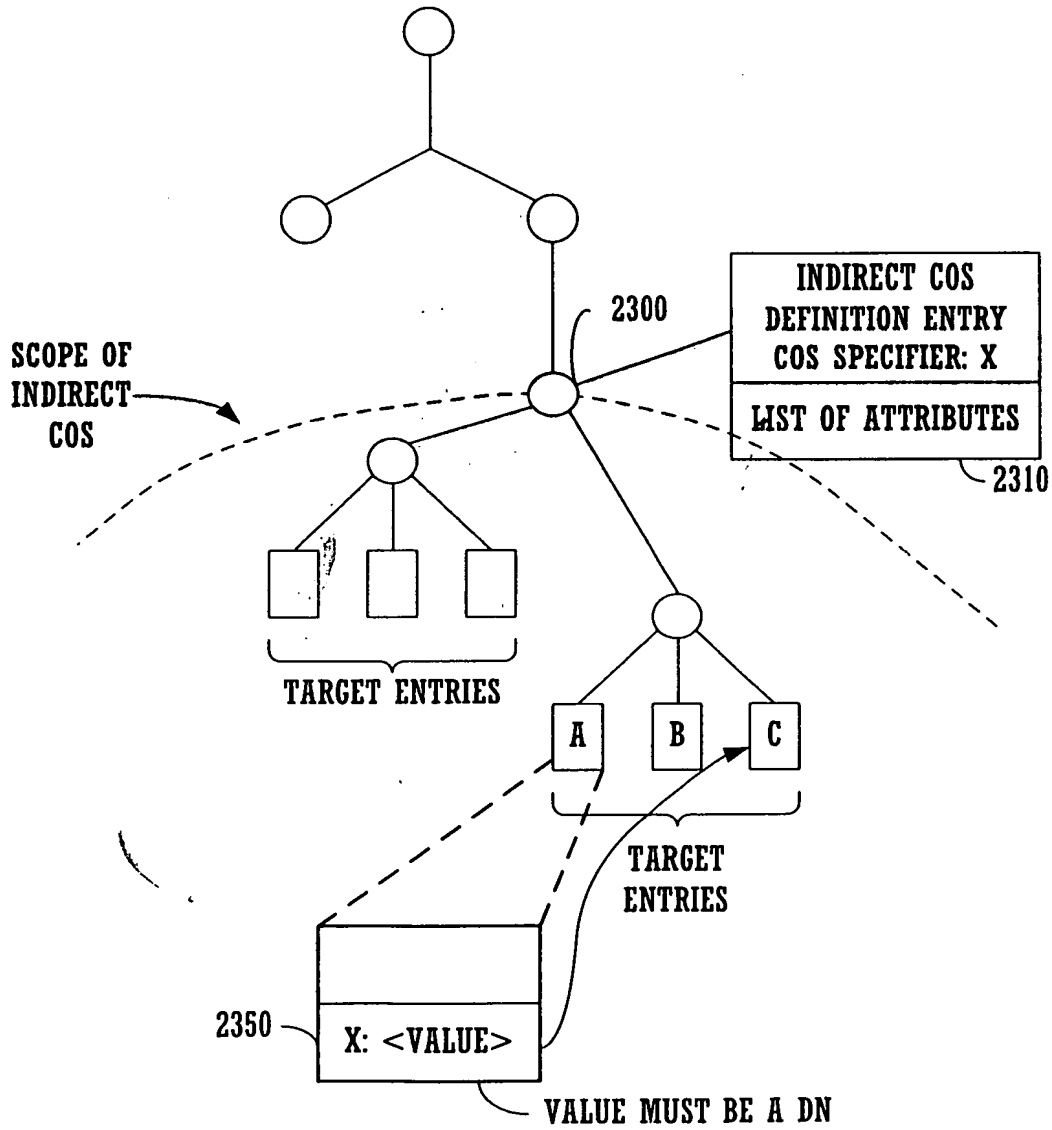 INDIRECT COS
DEFINITION ENTRY
COS SPECIFIER: X
LIST OF ATTRIBUTES
2310
2300
SCOPE OF
INDIRECT
COS
TARGET ENTRIES
A
B
C
TARGET
ENTRIES
2350
X: <VALUE>
VALUE MUST BE A DN